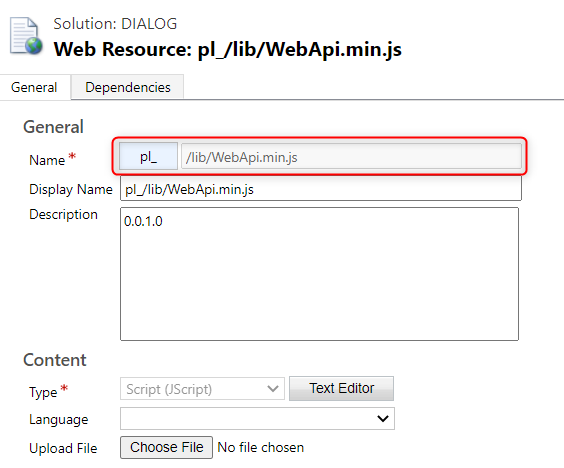 Solution: DIALOG
Web Resource: pl_/lib/WebApi.min.js
General Dependencies
General
Name* pl_ /lib/WebApi.min.js
Display Name pl_/lib/WebApi.min.js
Description 0.0.1.0
Content
Type* Script (JScript) Text Editor
Language
Upload File Choose File No file chosen